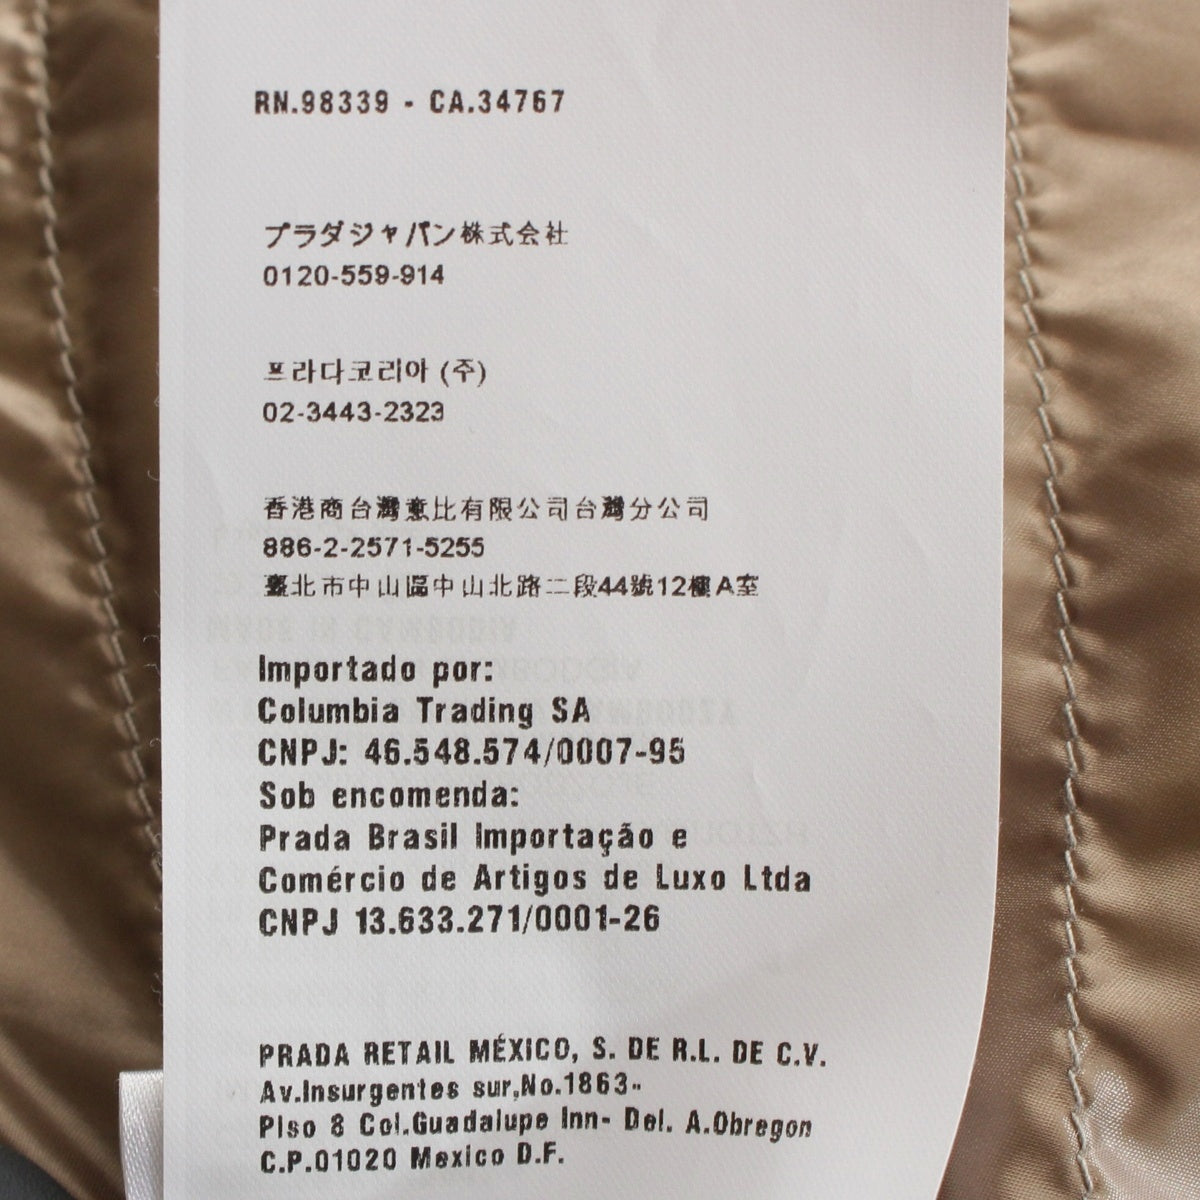 RN.98339 - CA.34767
プラダジャパン株式会社
0120-559-914
프라다코리아 (주)
02-3443-2323
香港商台灣意比有限公司台灣分公司
886-2-2571-5255
臺北市中山區中山北路二段44號12樓A室
Importado por:
Columbia Trading SA
CNPJ: 46.548.574/0007-95
Sob encomenda:
Prada Brasil Importação e
Comércio de Artigos de Luxo Ltda
CNPJ 13.633.271/0001-26
PRADA RETAIL MÉXICO, S. DE R.L. DE C.V.
Av.Insurgentes sur,No.1863-
Piso 8 Col.Guadalupe Inn- Del. A.Obregon
C.P.01020 Mexico D.F.